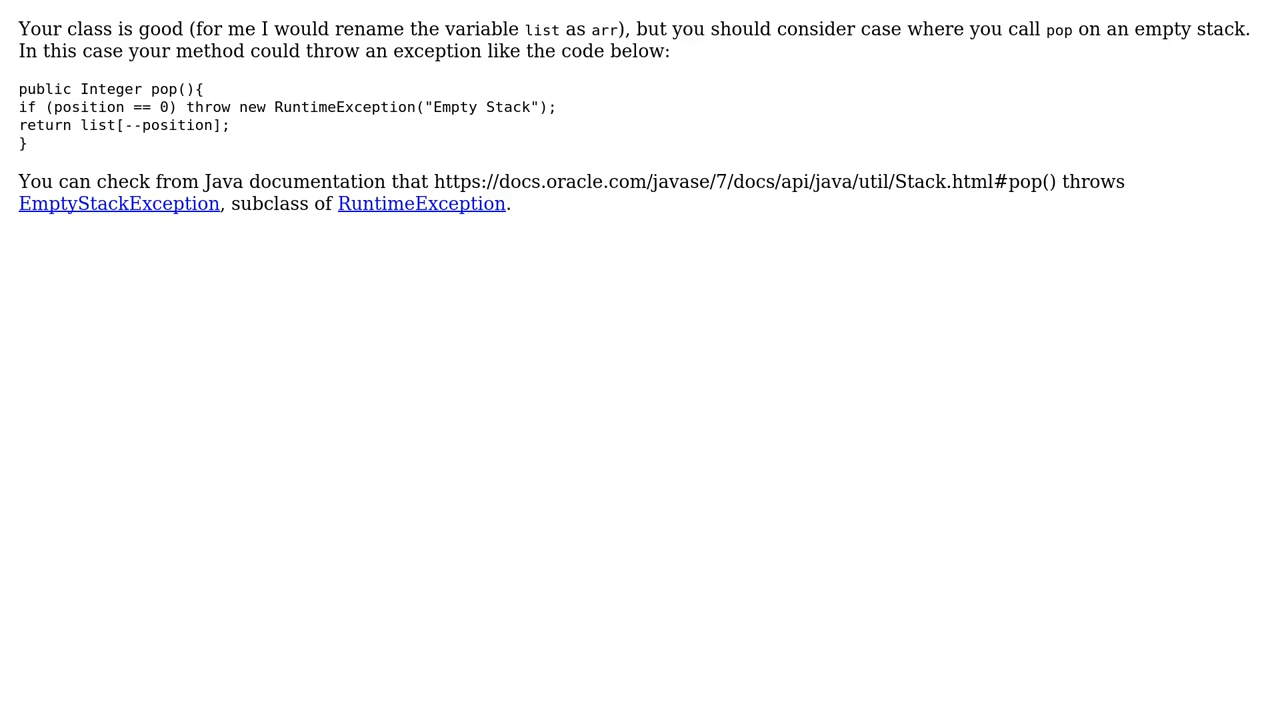 Your class is good (for me I would rename the variable list as arr), but you should consider case where you call pop on an empty stack.
In this case your method could throw an exception like the code below:
public Integer pop(){
if (position == 0) throw new RuntimeException("Empty Stack");
return list[--position];
}
You can check from Java documentation that https://docs.oracle.com/javase/7/docs/api/java/util/Stack.html#pop() throws
EmptyStackException, subclass of RuntimeException.